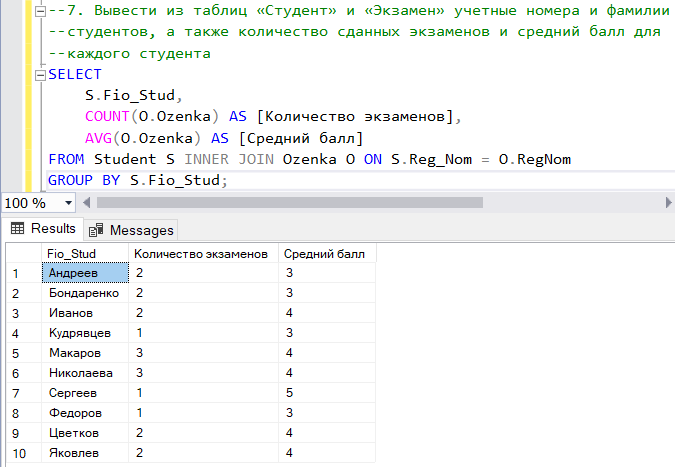 --7. Вывести из таблиц «Студент» и «Экзамен» учетные номера и фамилии
--студентов, а также количество сданных экзаменов и средний балл для
--каждого студента
SELECT
S.Fio_Stud,
COUNT(O.Ozenka) AS [Количество экзаменов],
AVG(O.Ozenka) AS [Средний балл]
FROM Student S INNER JOIN Ozenka O ON S.Reg_Nom = O.RegNom
GROUP BY S.Fio_Stud;
100 %
Results Messages
Fio_Stud Количество экзаменов Средний балл
1 Андреев 2 3
2 Бондаренко 2 3
3 Иванов 2 4
4 Кудрявцев 1 3
5 Макаров 3 4
6 Николаева 3 4
7 Сергеев 1 5
8 Федоров 1 3
9 Цветков 2 4
10 Яковлев 2 4